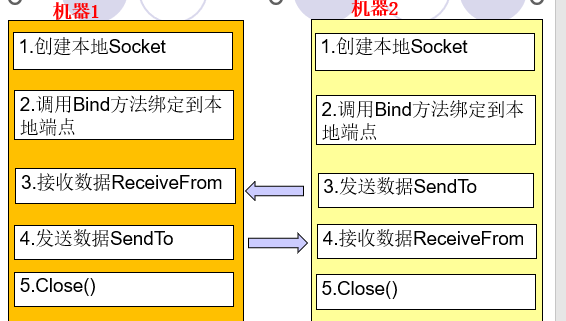 机器1
1.创建本地Socket
2.调用Bind方法绑定到本
地端点
3.接收数据ReceiveFrom
4.发送数据SendTo
5.Close()
机器2
1.创建本地Socket
2.调用Bind方法绑定到本
地端点
3.发送数据SendTo
4.接收数据ReceiveFrom
5.Close()